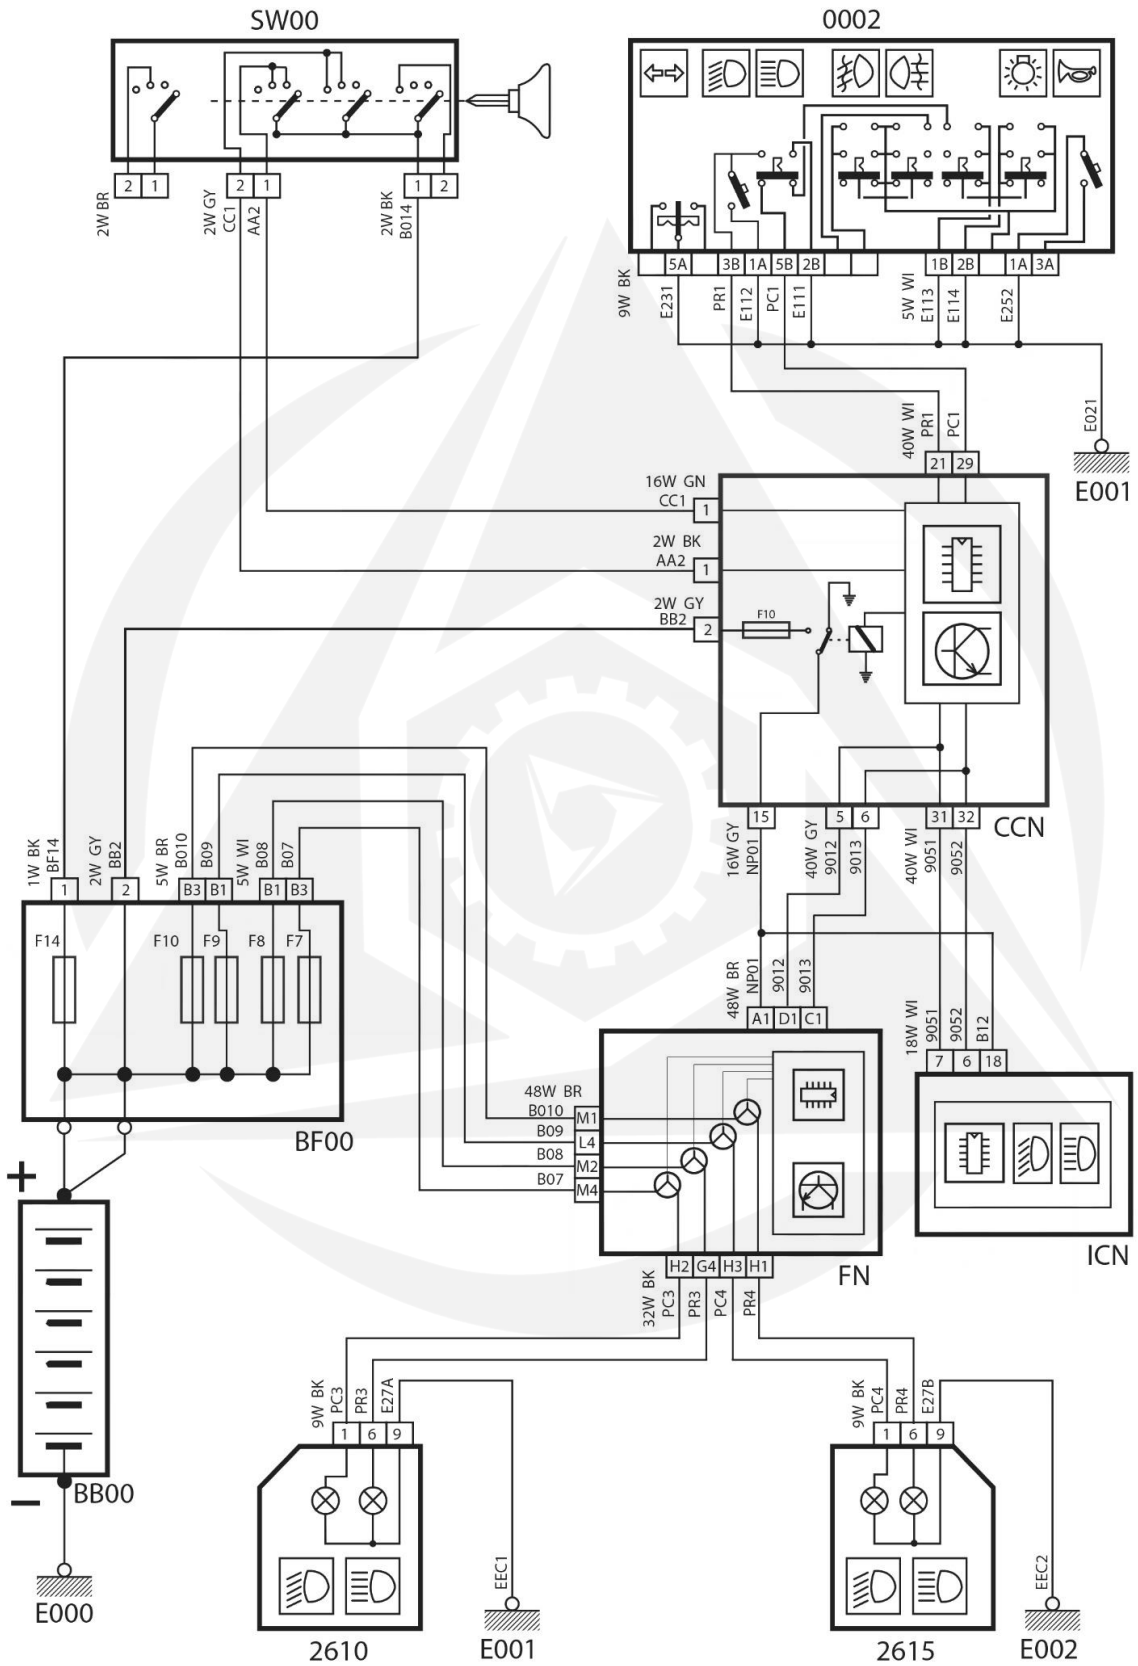 SW00
0002
2 1
2 1
1 2
2W BR
2W GY
CC1
AA2
2W BK
B014
5A 3B 1A 5B 2B
1B 2B 1A 3A
9W BK
E231
PR1
E112
PC1
E111
5W WI
E113
E114
E252
E021
E001
40W WI
PR1
PC1
21 29
16W GN
CC1
1
2W BK
AA2
1
2W GY
BB2
2
F10
15 5 6 31 32
CCN
16W GY
NP01
40W GY
9012
9013
40W WI
9051
9052
1W BK
BF14
2W GY
BB2
5W BR
B010
B09
5W WI
B08
B07
1 2 B3 B1 B1 B3
F14 F10 F9 F8 F7
BF00
48W BR
NP01
9012
9013
18W WI
9051
9052
B12
A1 D1 C1
7 6 18
48W BR
B010
M1
B09
L4
B08
M2
B07
M4
H2 G4 H3 H1
FN
ICN
32W BK
PC3
PR3
PC4
PR4
+
BB00
–
E000
9W BK
PC3
PR3
E27A
1 6 9
EEC1
2610
E001
9W BK
PC4
PR4
E27B
1 6 9
EEC2
2615
E002